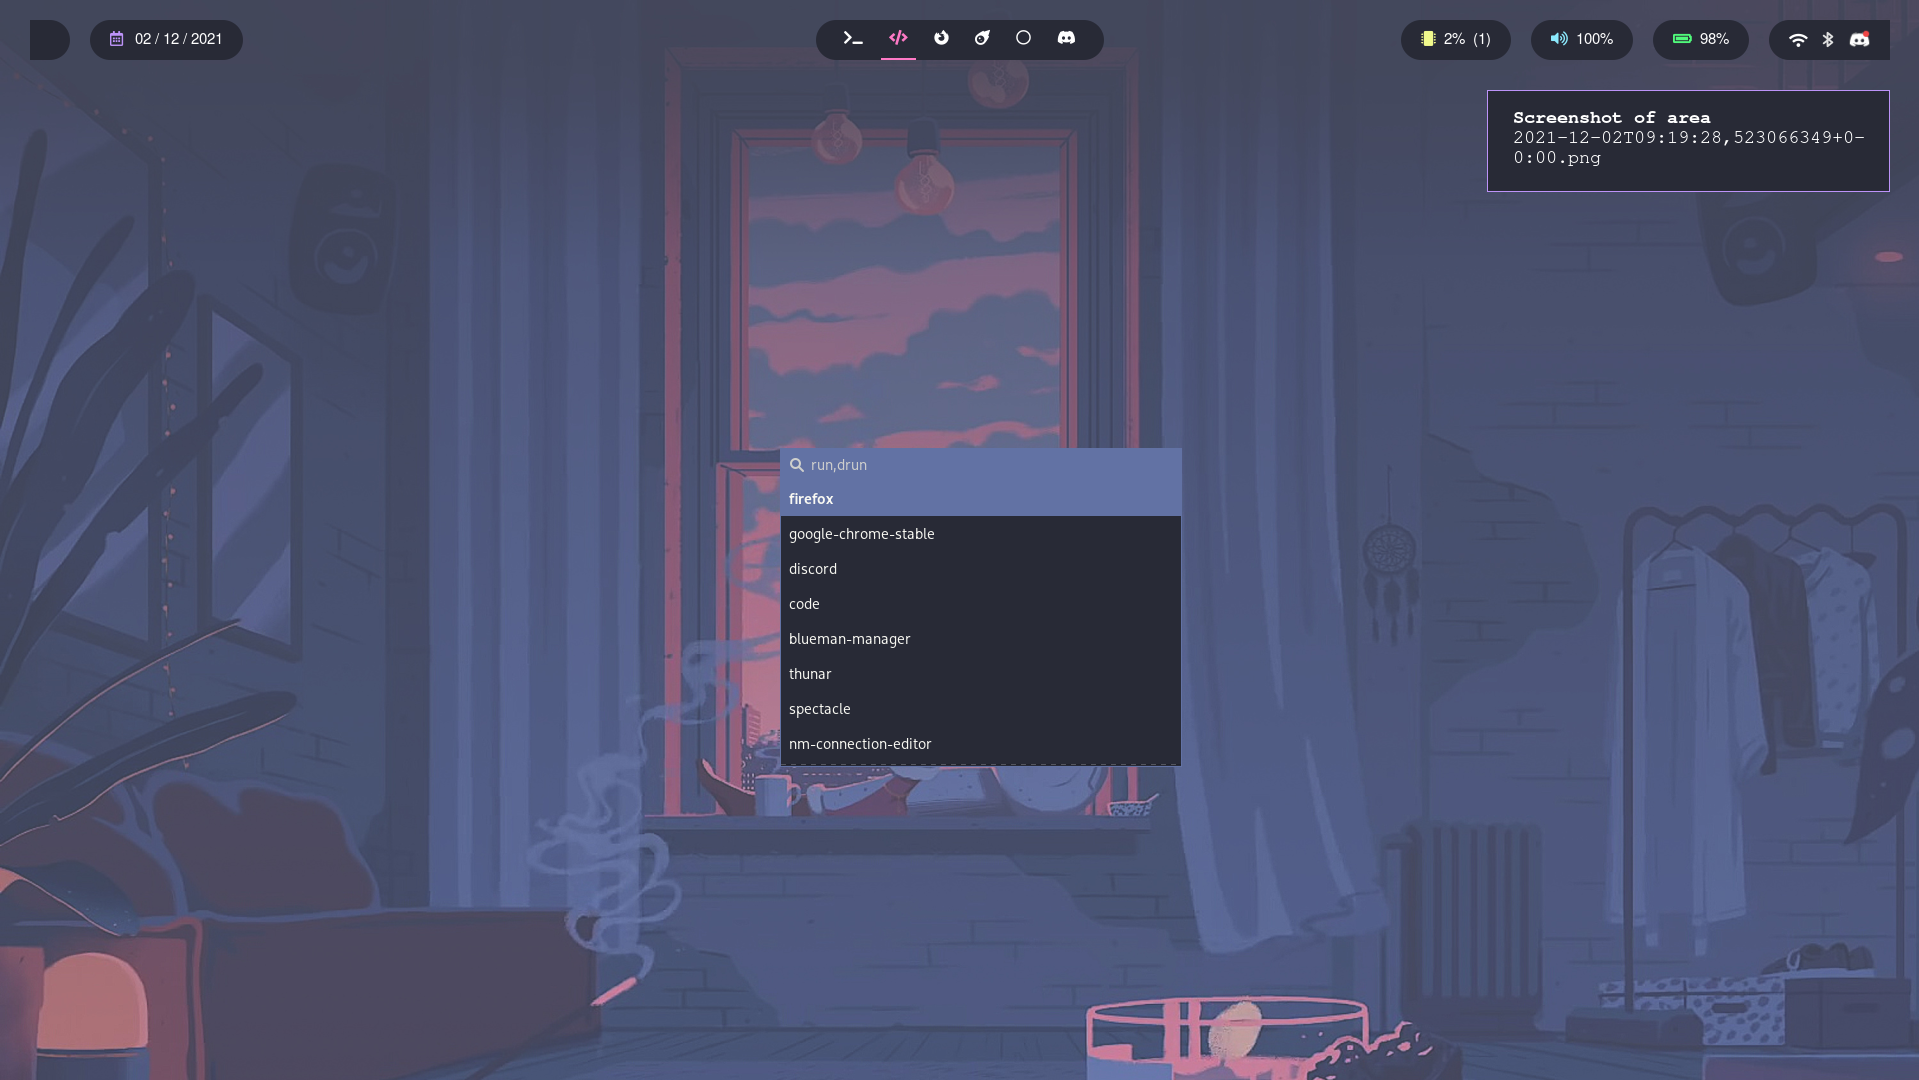 02 / 12 / 2021
2% (1)
100%
98%
Screenshot of area
2021-12-02T09:19:28,523066349+0-
0:00.png
run,drun
firefox
google-chrome-stable
discord
code
blueman-manager
thunar
spectacle
nm-connection-editor